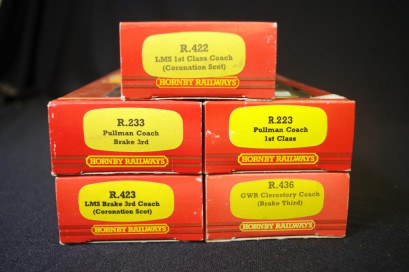 R.422
LMS 1st Class Coach
(Coronation Scot)
HORNBY RAILWAYS
R.233
Pullman Coach
Brake 3rd
HORNBY RAILWAYS
R.223
Pullman Coach
1st Class
HORNBY RAILWAYS
R.423
LMS Brake 3rd Coach
(Coronation Scot)
HORNBY RAILWAYS
R.436
GWR Clerestory Coach
(Brake Third)
HORNBY RAILWAYS